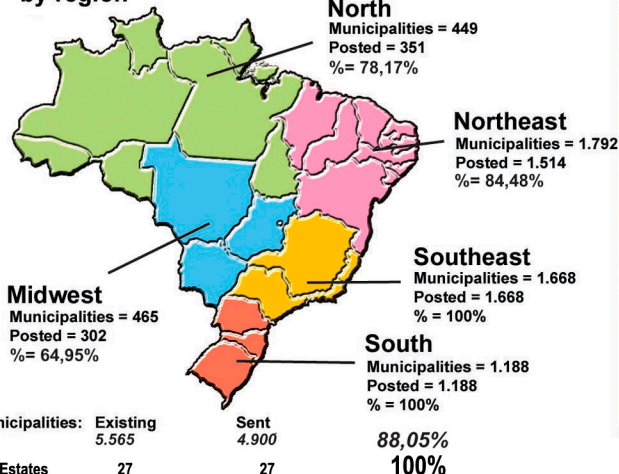 by region
North
Municipalities = 449
Posted = 351
%= 78,17%
Northeast
Municipalities = 1.792
Posted = 1.514
%= 84,48%
Southeast
Municipalities = 1.668
Posted = 1.668
% = 100%
Midwest
Municipalities = 465
Posted = 302
%= 64,95%
South
Municipalities = 1.188
Posted = 1.188
% = 100%
nicipalities: Existing Sent
5.565 4.900 88,05%
Estates 27 27 100%